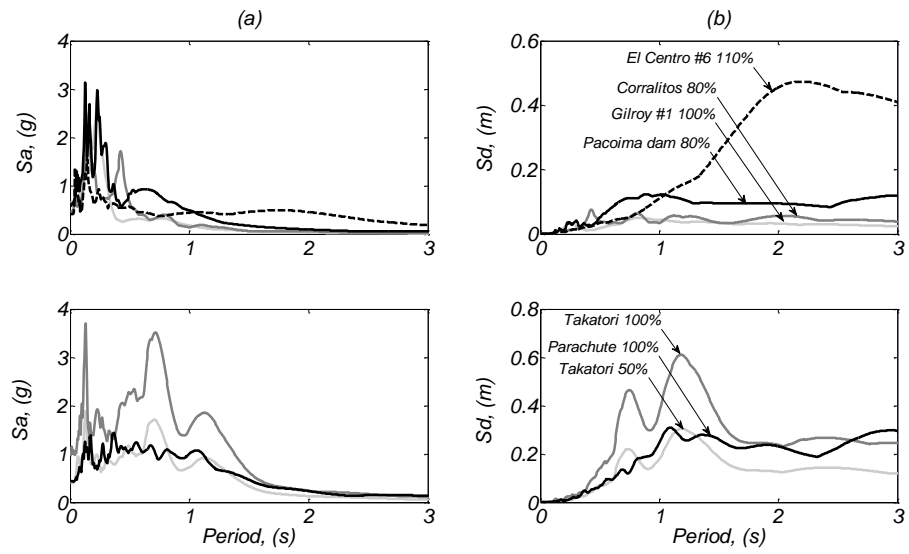 (a)
(b)
4
3
2
1
0
Sa, (g)
0
1
2
3
0.6
0.4
0.2
0
Sd, (m)
0
1
2
3
El Centro #6 110%
Corralitos 80%
Gilroy #1 100%
Pacoima dam 80%
4
3
2
1
0
Sa, (g)
0
1
2
3
Period, (s)
0.8
0.6
0.4
0.2
0
Sd, (m)
0
1
2
3
Period, (s)
Takatori 100%
Parachute 100%
Takatori 50%